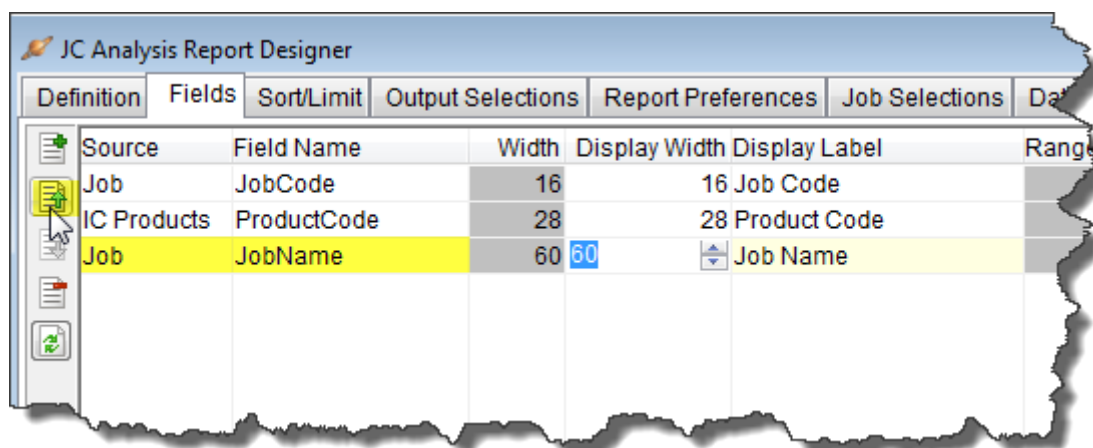 JC Analysis Report Designer
Definition Fields Sort/Limit Output Selections Report Preferences Job Selections
Source Field Name Width Display Width Display Label
Job JobCode 16 16 Job Code
IC Products ProductCode 28 28 Product Code
Job JobName 60 60 Job Name